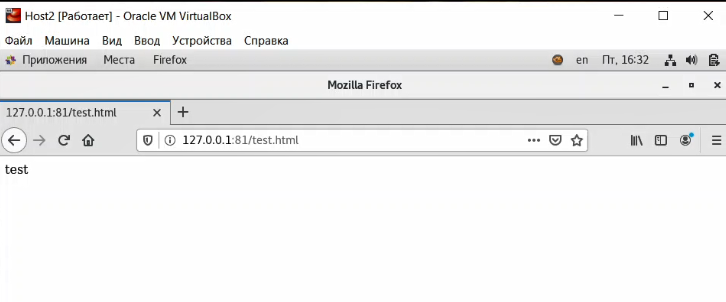 Host2 [Работает] - Oracle VM VirtualBox
Файл Машина Вид Ввод Устройства Справка
Приложения Места Firefox en Пт, 16:32
Mozilla Firefox
127.0.0.1:81/test.html
127.0.0.1:81/test.html
test